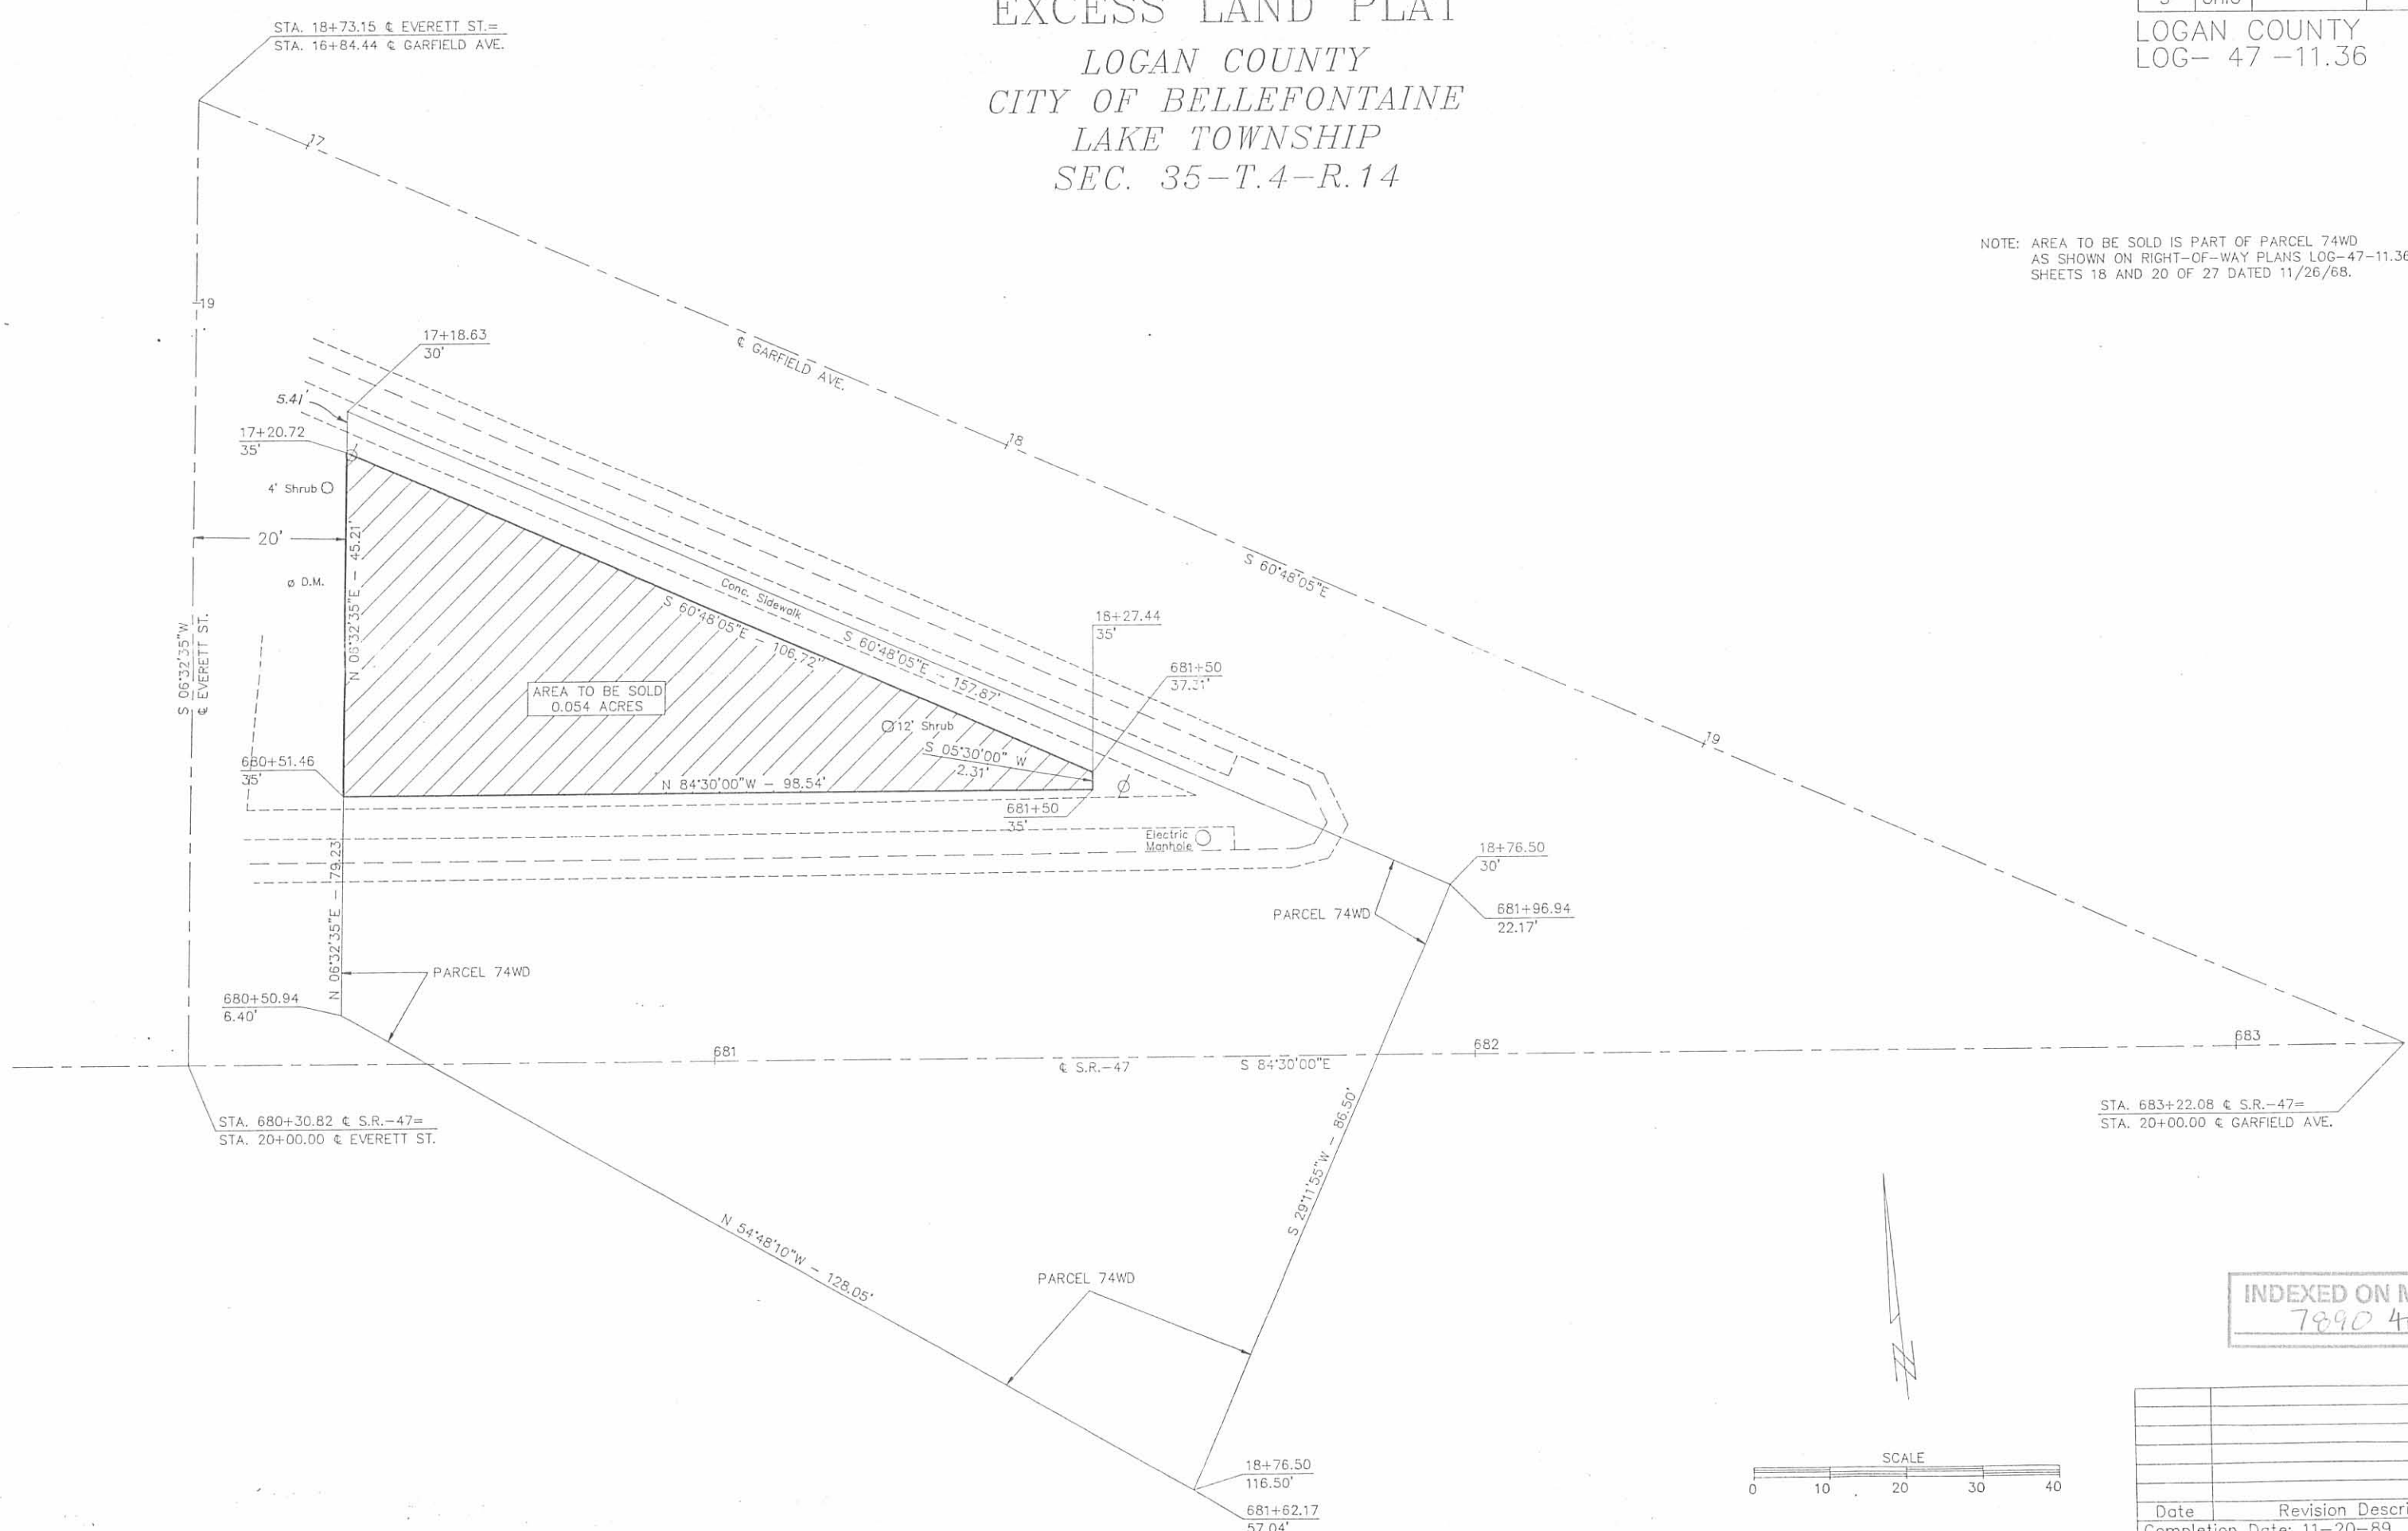 EXCESS LAND PLAT
LOGAN COUNTY
CITY OF BELLEFONTAINE
LAKE TOWNSHIP
SEC. 35-T.4-R.14
LOGAN COUNTY
LOG- 47 -11.36
STA. 18+73.15 ℄ EVERETT ST.=
STA. 16+84.44 ℄ GARFIELD AVE.
17
NOTE: AREA TO BE SOLD IS PART OF PARCEL 74WD
AS SHOWN ON RIGHT-OF-WAY PLANS LOG-47-11.36
SHEETS 18 AND 20 OF 27 DATED 11/26/68.
19
17+18.63
30'
℄ GARFIELD AVE.
5.41'
17+20.72
35'
18
4' Shrub
20'
N 06°32'35"E - 45.21'
S 60°48'05"E
ø D.M.
Conc. Sidewalk
S 60°48'05"E - 106.72'
S 60°48'05"E - 157.87'
18+27.44
35'
S 06°32'35"W
℄ EVERETT ST.
681+50
37.31'
AREA TO BE SOLD
0.054 ACRES
12' Shrub
19
S 05°30'00" W
2.31'
680+51.46
35'
N 84°30'00"W - 98.54'
681+50
35'
Electric
Manhole
18+76.50
30'
681+96.94
22.17'
PARCEL 74WD
N 06°32'35"E - 79.23'
PARCEL 74WD
680+50.94
6.40'
681
682
683
℄ S.R.-47
S 84°30'00"E
STA. 680+30.82 ℄ S.R.-47=
STA. 20+00.00 ℄ EVERETT ST.
STA. 683+22.08 ℄ S.R.-47=
STA. 20+00.00 ℄ GARFIELD AVE.
S 29°11'55"W - 86.50'
N 54°48'10"W - 128.05'
PARCEL 74WD
INDEXED ON
7890
N
18+76.50
116.50'
681+62.17
57.04'
SCALE
0 10 20 30 40
Date Revision Descri
Completion Date: 11-20-89